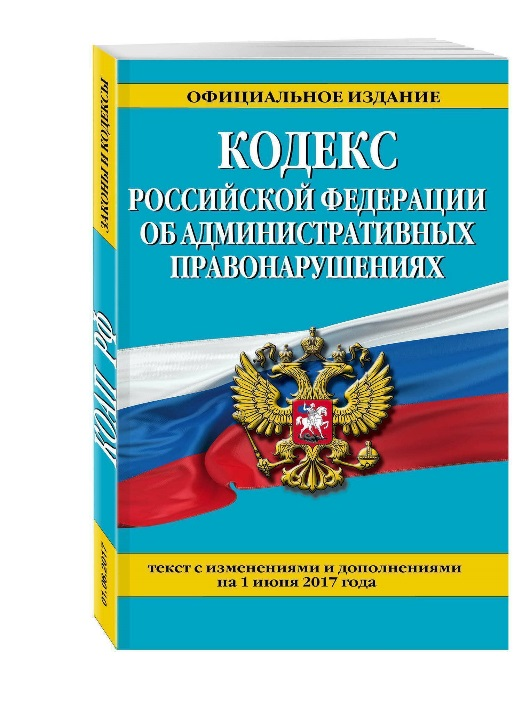 ОФИЦИАЛЬНОЕ ИЗДАНИЕ
КОДЕКС
РОССИЙСКОЙ ФЕДЕРАЦИИ
ОБ АДМИНИСТРАТИВНЫХ
ПРАВОНАРУШЕНИЯХ
текст с изменениями и дополнениями
на 1 июня 2017 года
ЗАКОНЫ И КОДЕКСЫ
КОАП РФ